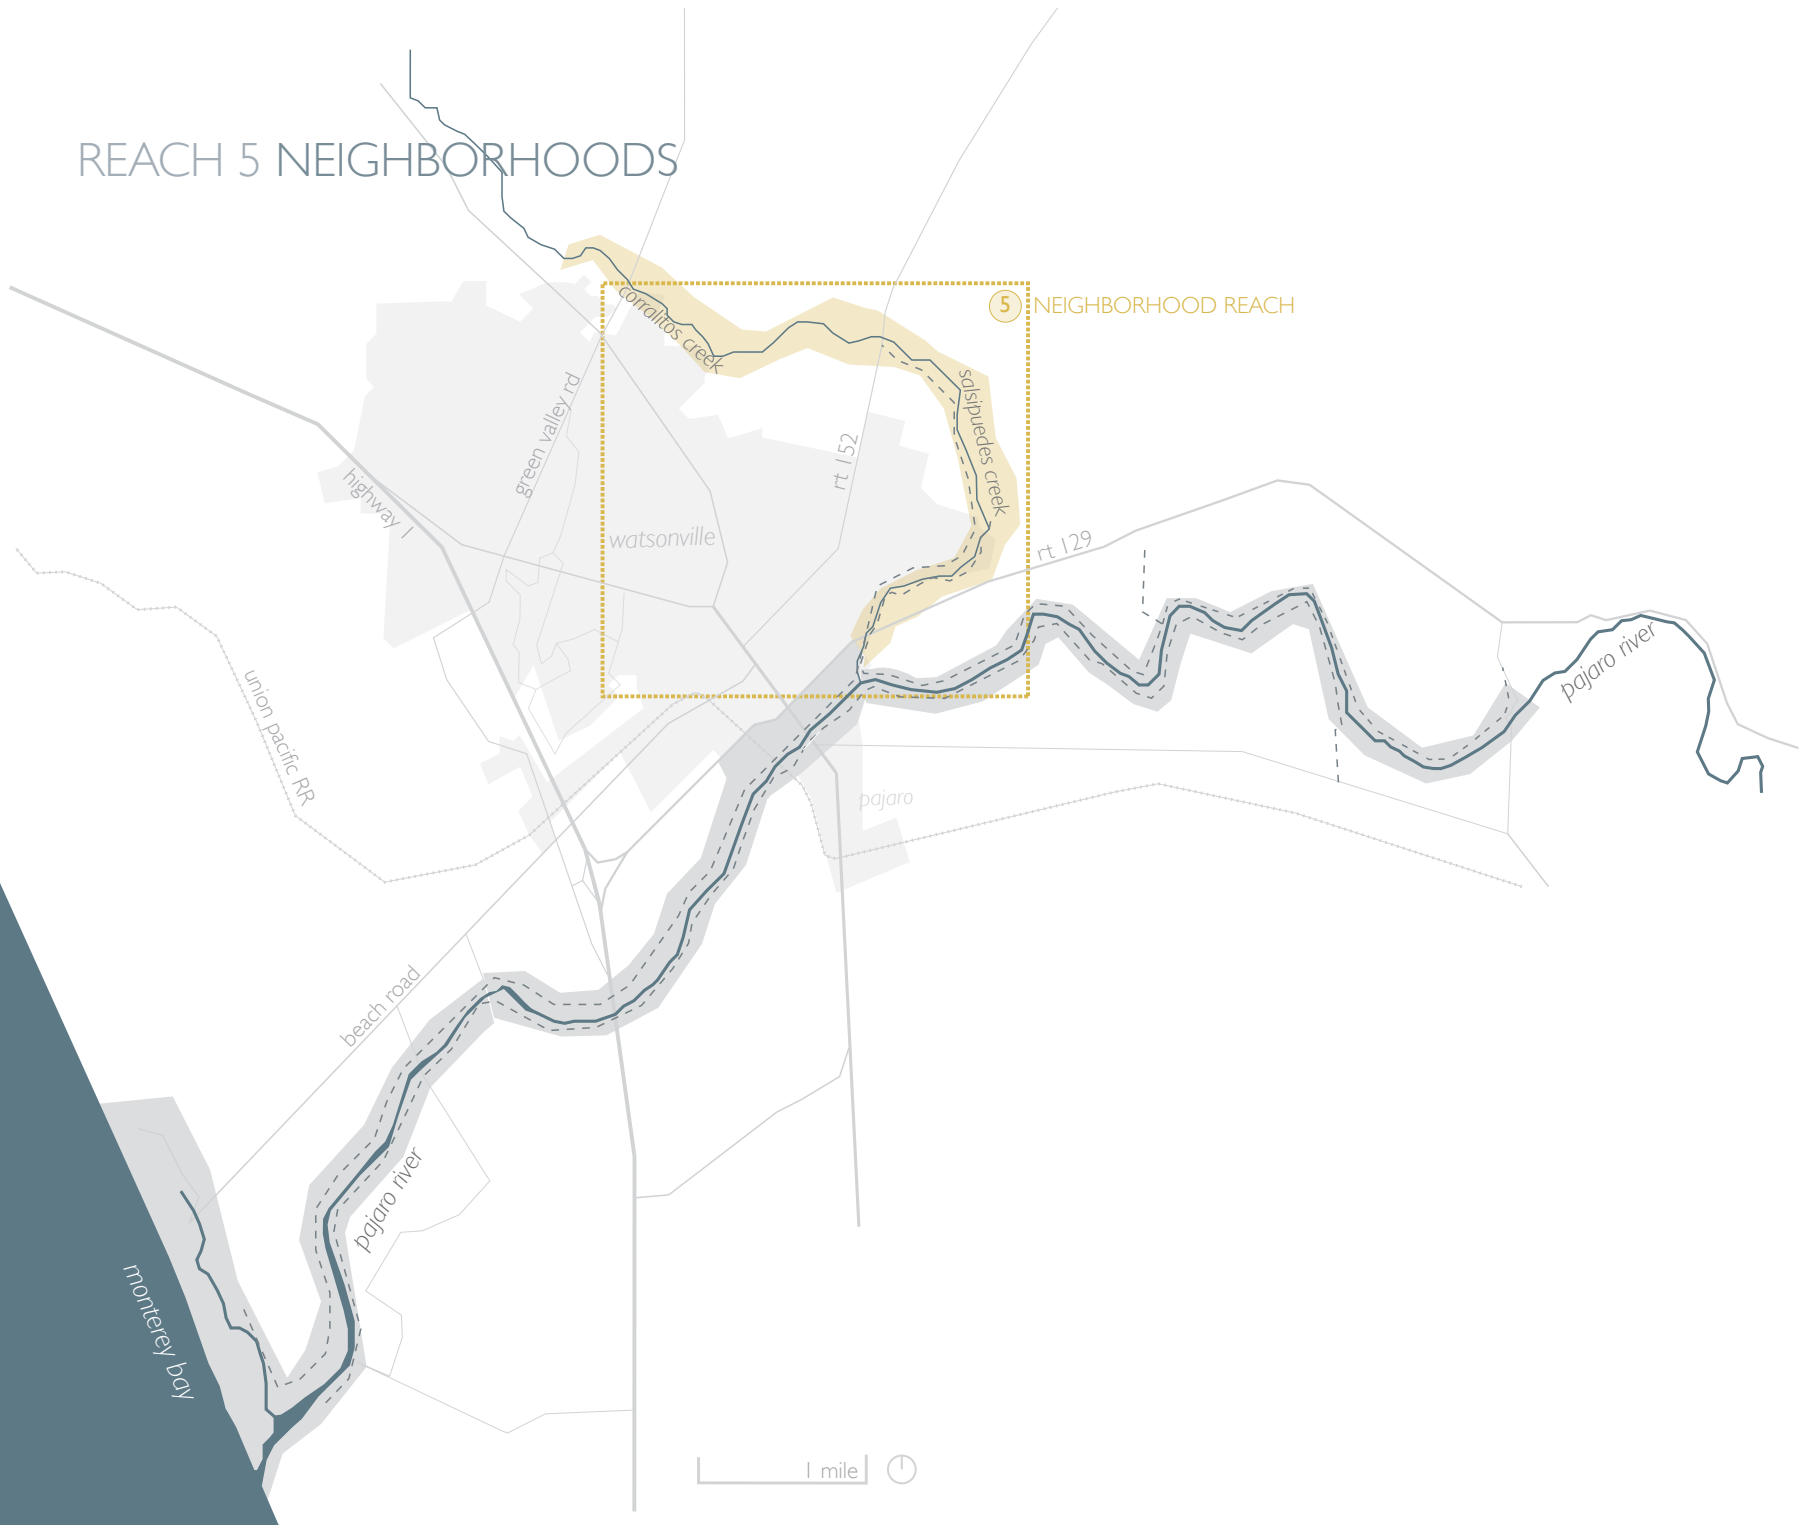 REACH 5 NEIGHBORHOODS
corralitos creek
5 NEIGHBORHOOD REACH
salsipuedes creek
green valley rd
rt 152
highway 1
watsonville
rt 129
pajaro river
union pacific RR
pajaro
beach road
pajaro river
monterey bay
1 mile